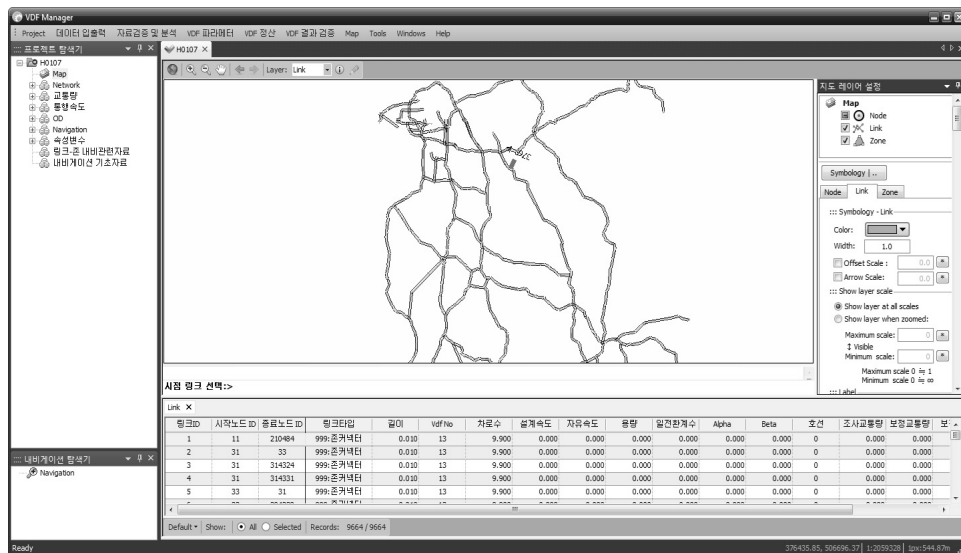 VDF Manager
Project 데이터 입출력 자료검증 및 분석 VDF 파라메터 VDF 정산 VDF 결과 검증 Map Tools Windows Help
프로젝트 탐색기
H0107
Map
Network
교통량
통행속도
OD
Navigation
속성변수
링크-존 내비관련자료
내비게이션 기초자료
내비게이션 탐색기
Navigation
H0107
Layer: Link
시점 링크 선택:>
지도 레이어 설정
Map
Node
Link
Zone
Symbology | ..
Node Link Zone
::: Symbology - Link
Color:
Width: 1.0
Offset Scale : 0.0
Arrow Scale: 0.0
::: Show layer scale
Show layer at all scales
Show layer when zoomed:
Maximum scale: 0
↕ Visible
Minimum scale: 0
Maximum scale 0 ≒ 1
Minimum scale 0 ≒ ∞
::: Label
Link
링크ID 시작노드 ID 종료노드 ID 링크타입 길이 Vdf No 차로수 설계속도 자유속도 용량 일전환계수 Alpha Beta 호선 조사교통량 보정교통량
1 11 210484 999:존커넥터 0.010 13 9.900 0.000 0.000 0.000 0.000 0.000 0.000 0 0.000 0.000
2 31 33 999:존커넥터 0.010 13 9.900 0.000 0.000 0.000 0.000 0.000 0.000 0 0.000 0.000
3 31 314324 999:존커넥터 0.010 13 9.900 0.000 0.000 0.000 0.000 0.000 0.000 0 0.000 0.000
4 31 314331 999:존커넥터 0.010 13 9.900 0.000 0.000 0.000 0.000 0.000 0.000 0 0.000 0.000
5 33 31 999:존커넥터 0.010 13 9.900 0.000 0.000 0.000 0.000 0.000 0.000 0 0.000 0.000
Default Show: All Selected Records: 9664 / 9664
Ready
376435.85, 506696.37 | 1:2059328 | 1px:544.87m